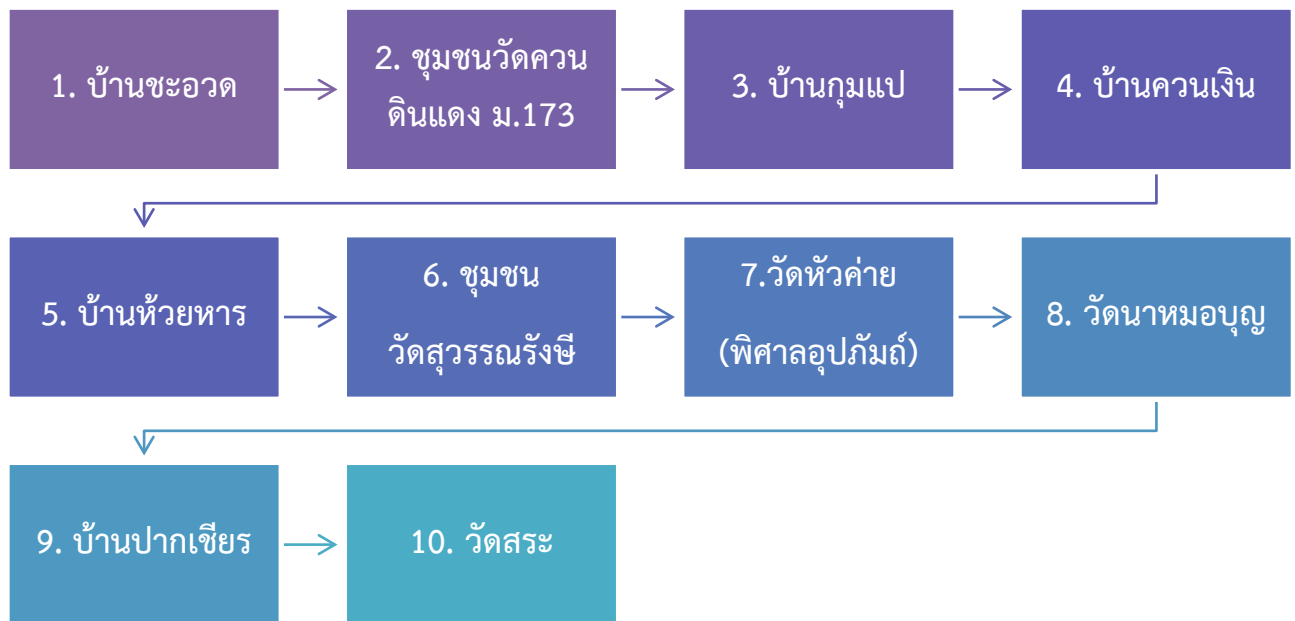 1. บ้านชะอวด
2. ชุมชนวัดควน
ดินแดง ม.173
3. บ้านกุมแป
4. บ้านควนเงิน
5. บ้านห้วยหาร
6. ชุมชน
วัดสุวรรณรังษี
7.วัดหัวค่าย
(พิศาลอุปภัมถ์)
8. วัดนาหมอบุญ
9. บ้านปากเชียร
10. วัดสระ